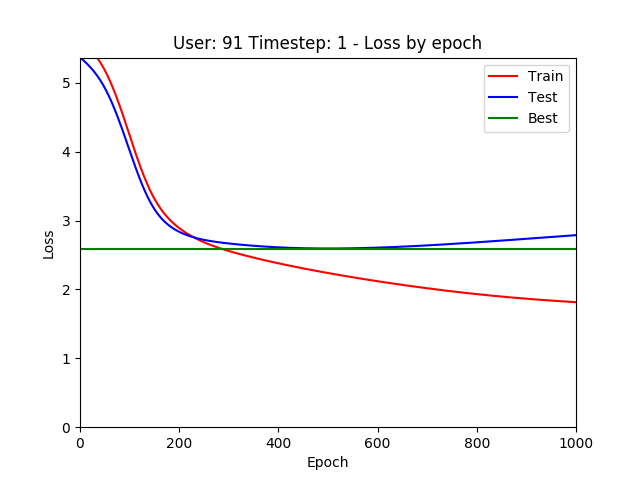 User: 91 Timestep: 1 - Loss by epoch
Train
Test
Best
Loss
5
4
3
2
1
0
0 200 400 600 800 1000
Epoch